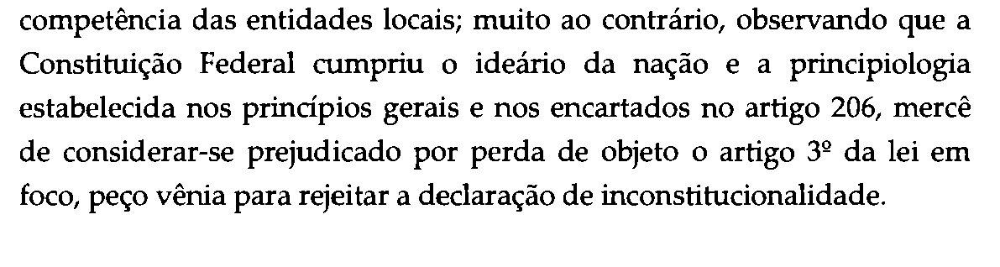 competência das entidades locais; muito ao contrário, observando que a
Constituição Federal cumpriu o ideário da nação e a principiologia
estabelecida nos princípios gerais e nos encartados no artigo 206, mercê
de considerar-se prejudicado por perda de objeto o artigo 3º da lei em
foco, peço vênia para rejeitar a declaração de inconstitucionalidade.